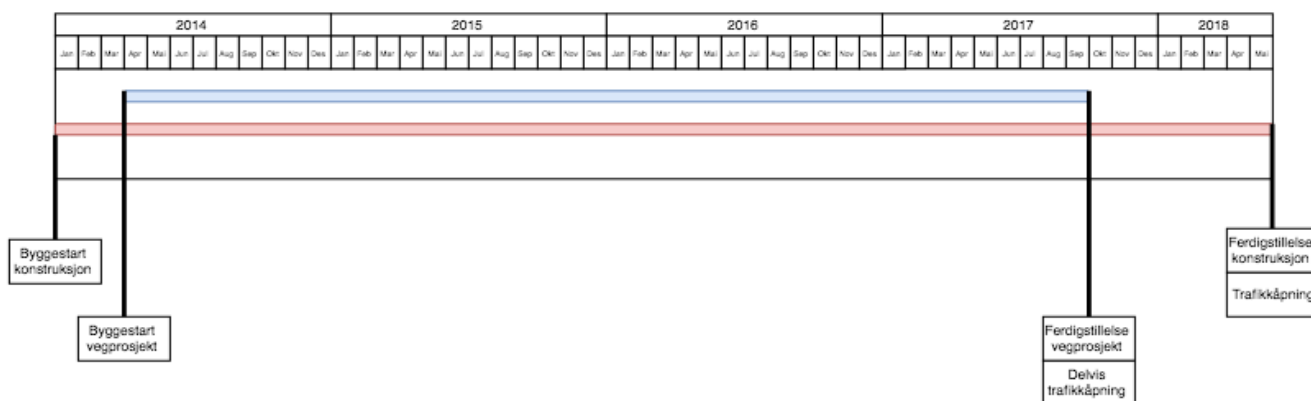 2014 2015 2016 2017 2018
Jan Feb Mar Apr Mai Jun Jul Aug Sep Okt Nov Des Jan Feb Mar Apr Mai Jun Jul Aug Sep Okt Nov Des Jan Feb Mar Apr Mai Jun Jul Aug Sep Okt Nov Des Jan Feb Mar Apr Mai Jun Jul Aug Sep Okt Nov Des Jan Feb Mar Apr Mai
Byggestart
konstruksjon
Byggestart
vegprosjekt
Ferdigstillelse
vegprosjekt
Delvis
trafikkåpning
Ferdigstillelse
konstruksjon
Trafikkåpning